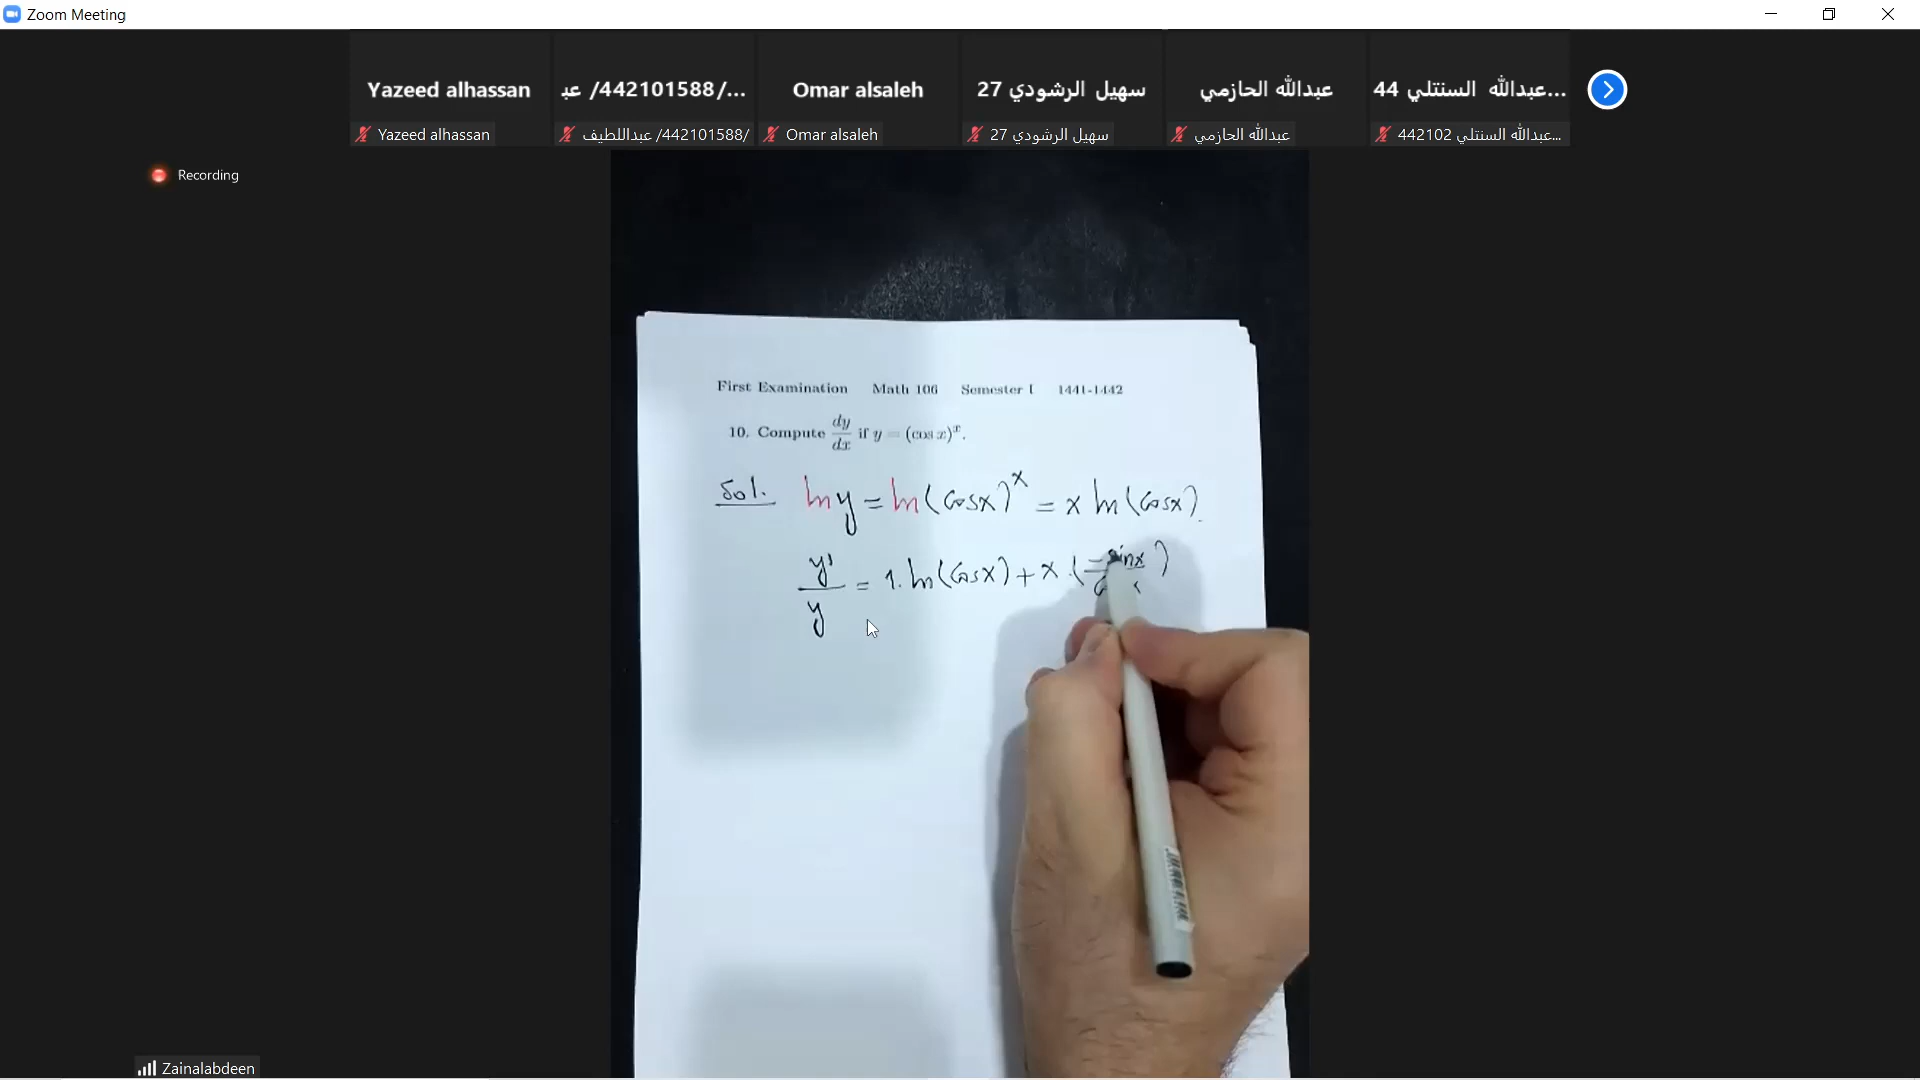 Zoom Meeting
Yazeed alhassan
عبد /442101588/...
Omar alsaleh
سهيل الرشودي 27
عبدالله الحازمي
عبدالله السنتلي 44...
Yazeed alhassan
عبداللطيف /442101588/
Omar alsaleh
سهيل الرشودي 27
عبدالله الحازمي
عبدالله السنتلي 442102...
Recording
First Examination Math 106 Semester I 1441-1442
10. Compute dy/dx if y = (cos x)^x.
Sol. ln y = ln (cos x)^x = x ln (cos x).
y'/y = 1. ln (cos x) + x . (-sin x/
Zainalabdeen